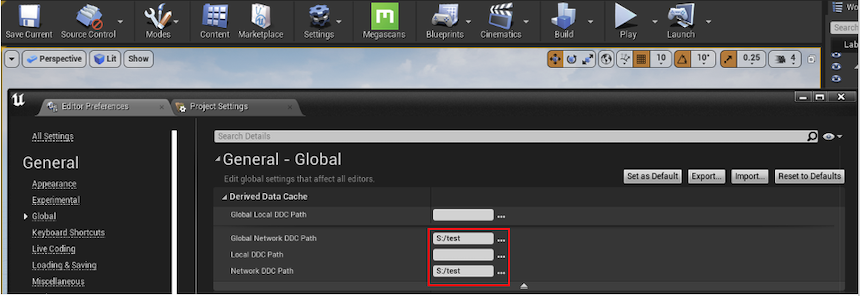 Save Current Source Control Modes Content Marketplace Settings Megascans Blueprints Cinematics Build Play Launch
Wo
Search
Lab
Perspective Lit Show 10 10° 0.25 4
Editor Preferences Project Settings
All Settings
General
Appearance
Experimental
Global
Keyboard Shortcuts
Live Coding
Loading & Saving
Miscellaneous
Search Details
General - Global
Edit global settings that affect all editors.
Set as Default Export... Import... Reset to Defaults
Derived Data Cache
Global Local DDC Path ...
Global Network DDC Path S:/test ...
Local DDC Path ...
Network DDC Path S:/test ...